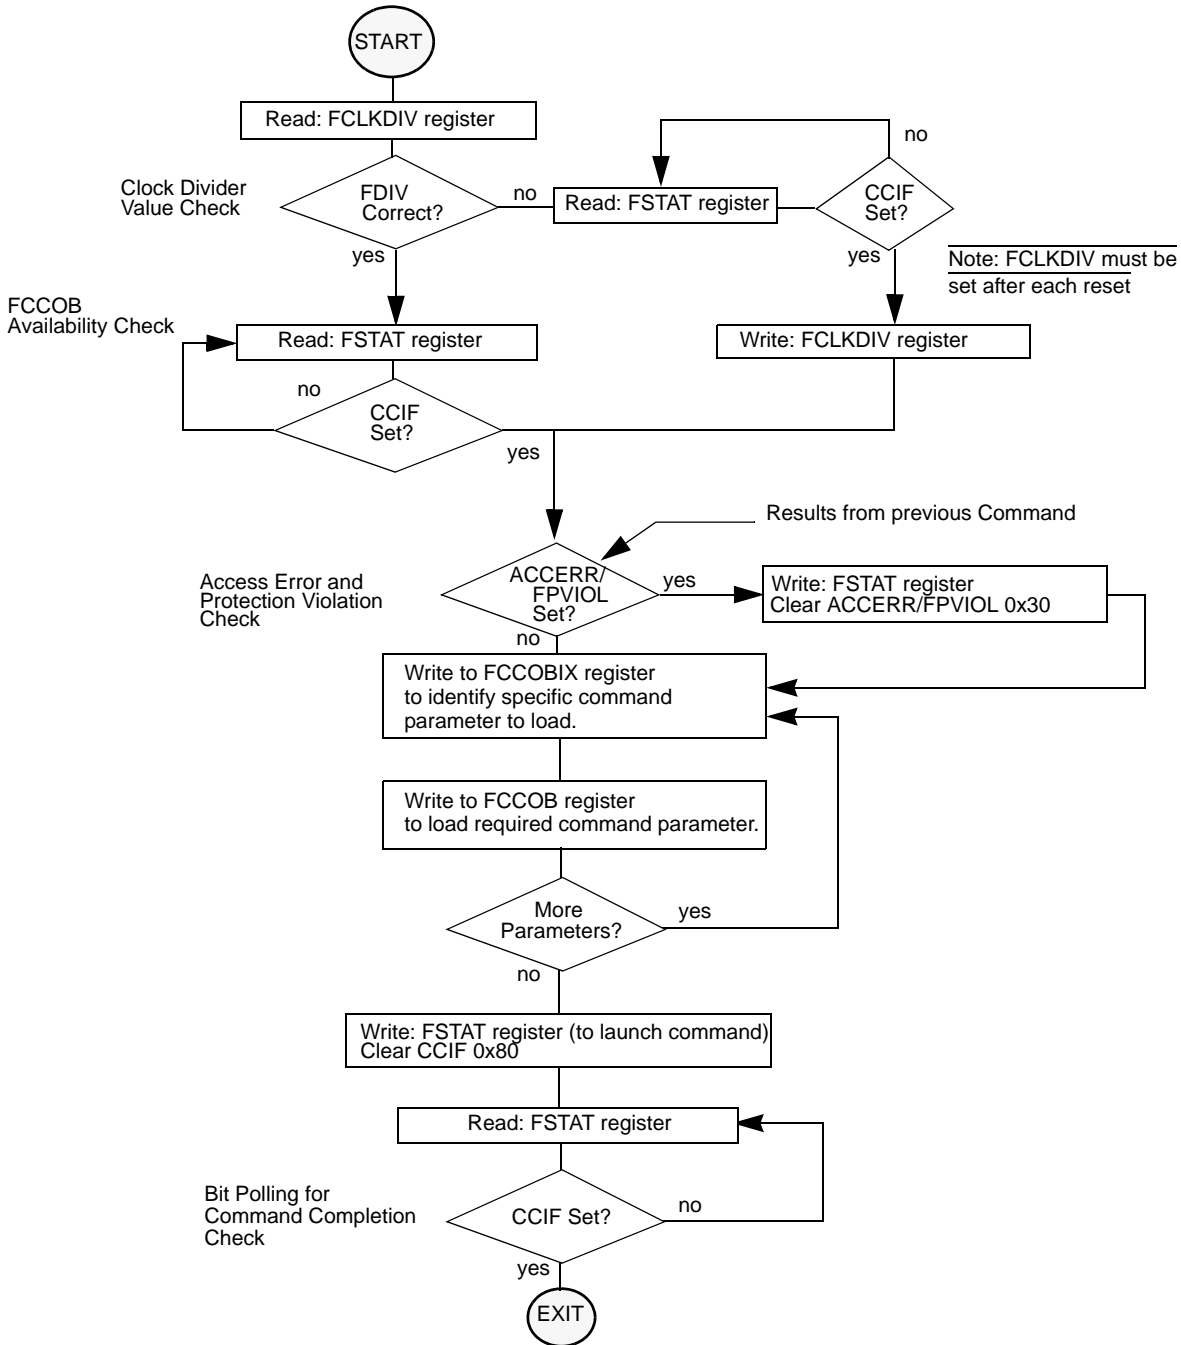 START
Read: FCLKDIV register
no
Clock Divider
Value Check
FDIV
Correct?
no
Read: FSTAT register
CCIF
Set?
yes
yes
Note: FCLKDIV must be
set after each reset
FCCOB
Availability Check
Read: FSTAT register
Write: FCLKDIV register
no
CCIF
Set?
yes
Results from previous Command
Access Error and
Protection Violation
Check
ACCERR/
FPVIOL
Set?
yes
Write: FSTAT register
Clear ACCERR/FPVIOL 0x30
no
Write to FCCOBIX register
to identify specific command
parameter to load.
Write to FCCOB register
to load required command parameter.
More
Parameters?
yes
no
Write: FSTAT register (to launch command)
Clear CCIF 0x80
Read: FSTAT register
Bit Polling for
Command Completion
Check
CCIF Set?
no
yes
EXIT